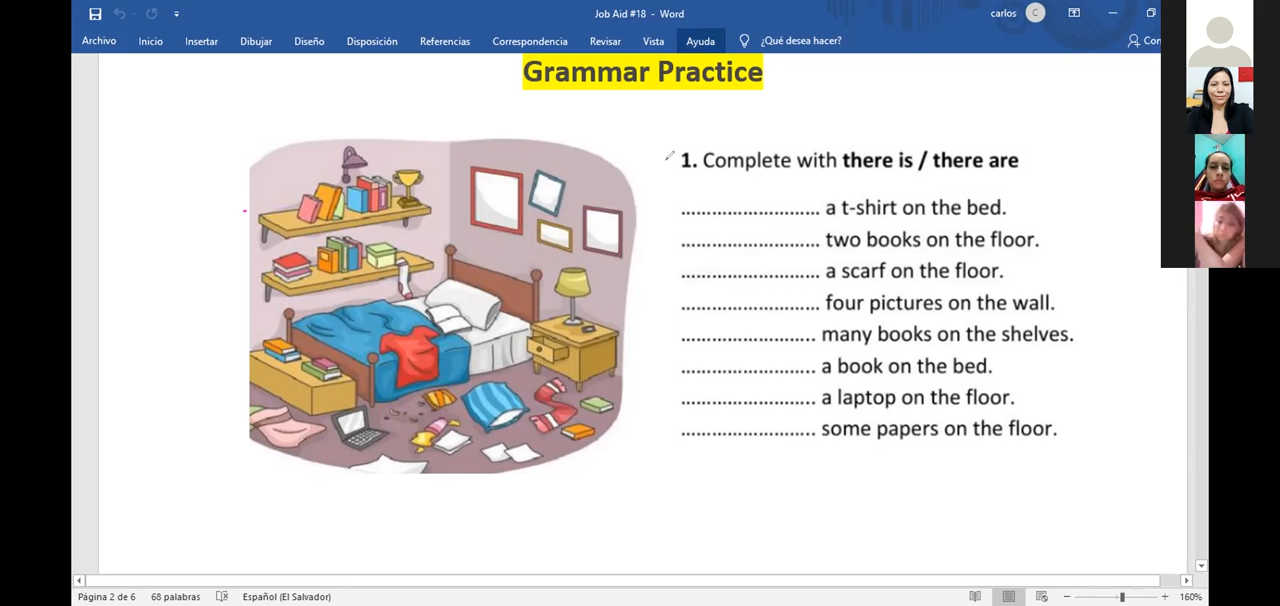 Job Aid #18 - Word
carlos C
Archivo Inicio Insertar Dibujar Diseño Disposición Referencias Correspondencia Revisar Vista Ayuda ¿Qué desea hacer? Con
Grammar Practice
1. Complete with there is / there are
........................... a t-shirt on the bed.
........................... two books on the floor.
........................... a scarf on the floor.
........................... four pictures on the wall.
.......................... many books on the shelves.
.......................... a book on the bed.
.......................... a laptop on the floor.
.......................... some papers on the floor.
Página 2 de 6 68 palabras Español (El Salvador) 160%